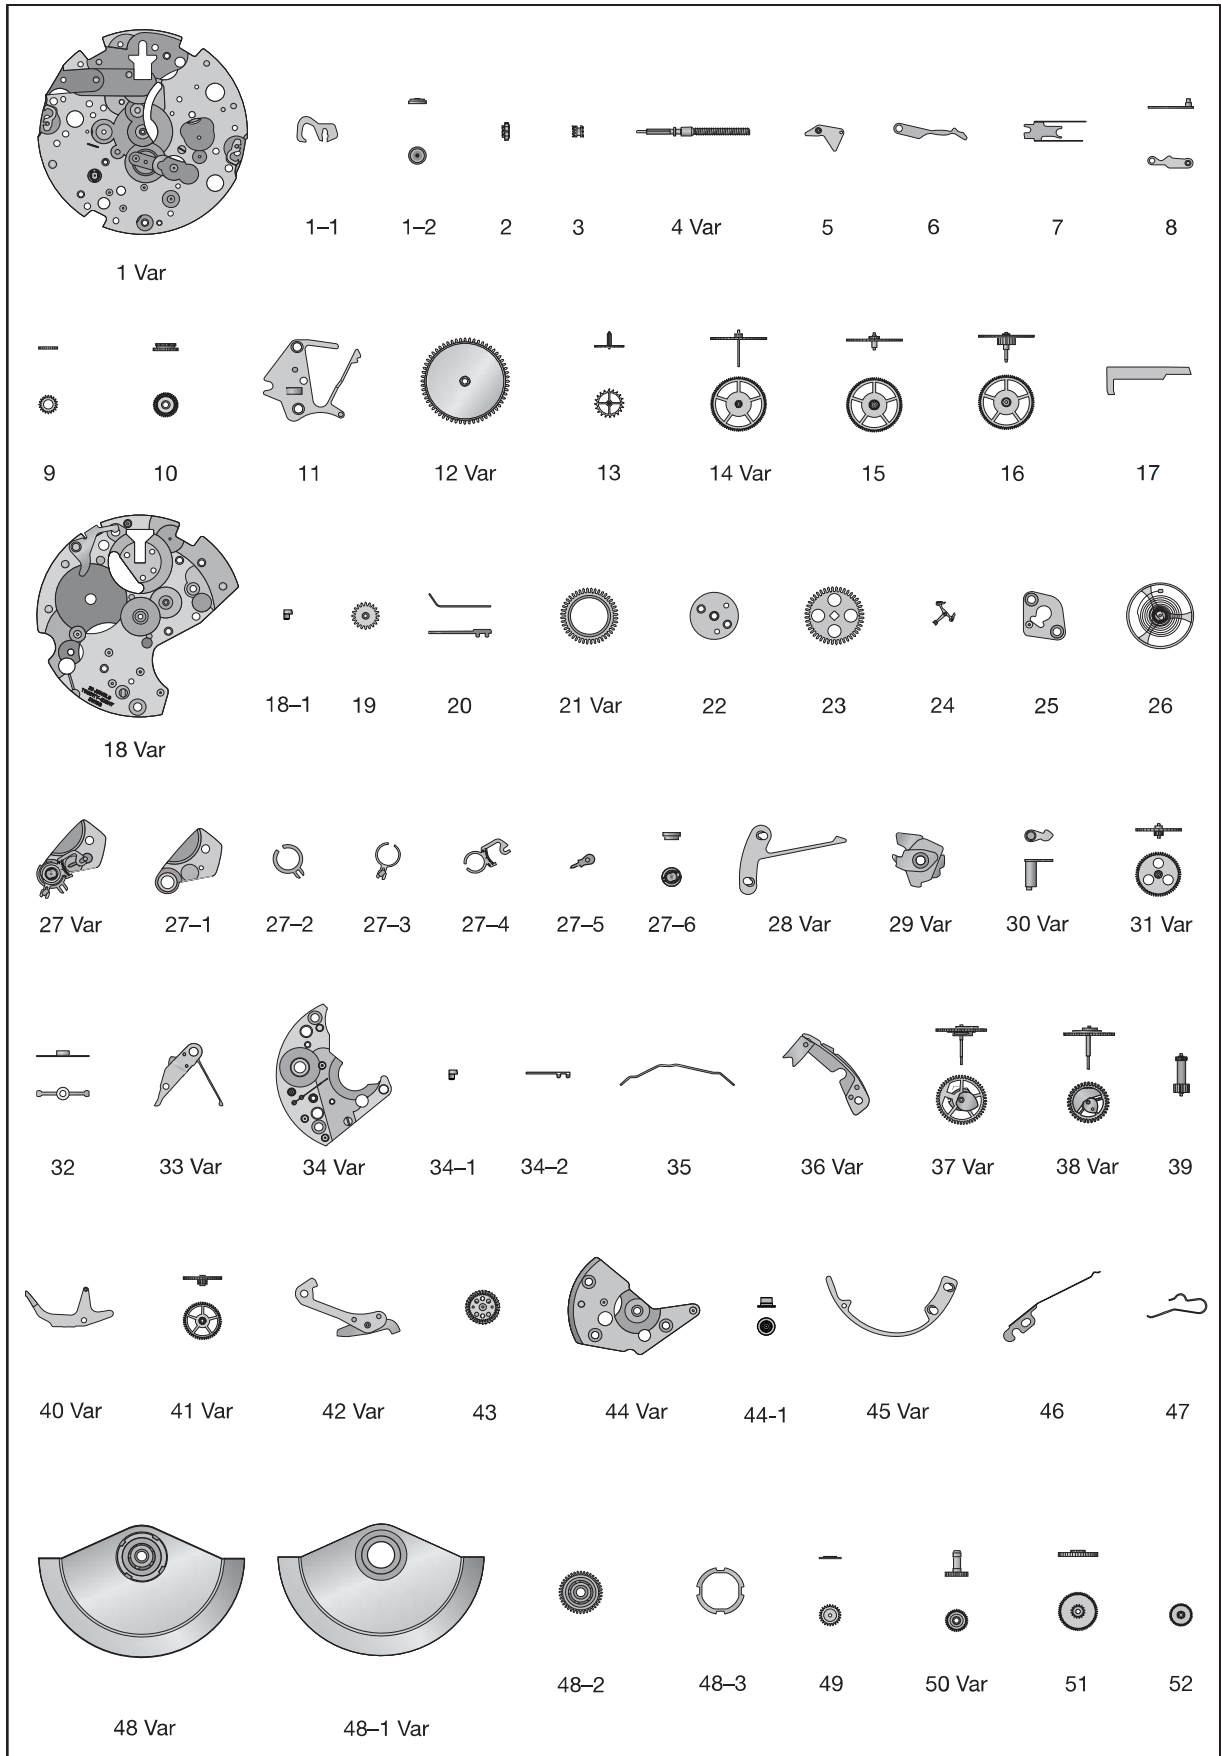 1–1 1–2 2 3 4 Var 5 6 7 8
1 Var
9 10 11 12 Var 13 14 Var 15 16 17
18–1 19 20 21 Var 22 23 24 25 26
18 Var
27 Var 27–1 27–2 27–3 27–4 27–5 27–6 28 Var 29 Var 30 Var 31 Var
32 33 Var 34 Var 34–1 34–2 35 36 Var 37 Var 38 Var 39
40 Var 41 Var 42 Var 43 44 Var 44-1 45 Var 46 47
48–2 48–3 49 50 Var 51 52
48 Var 48–1 Var